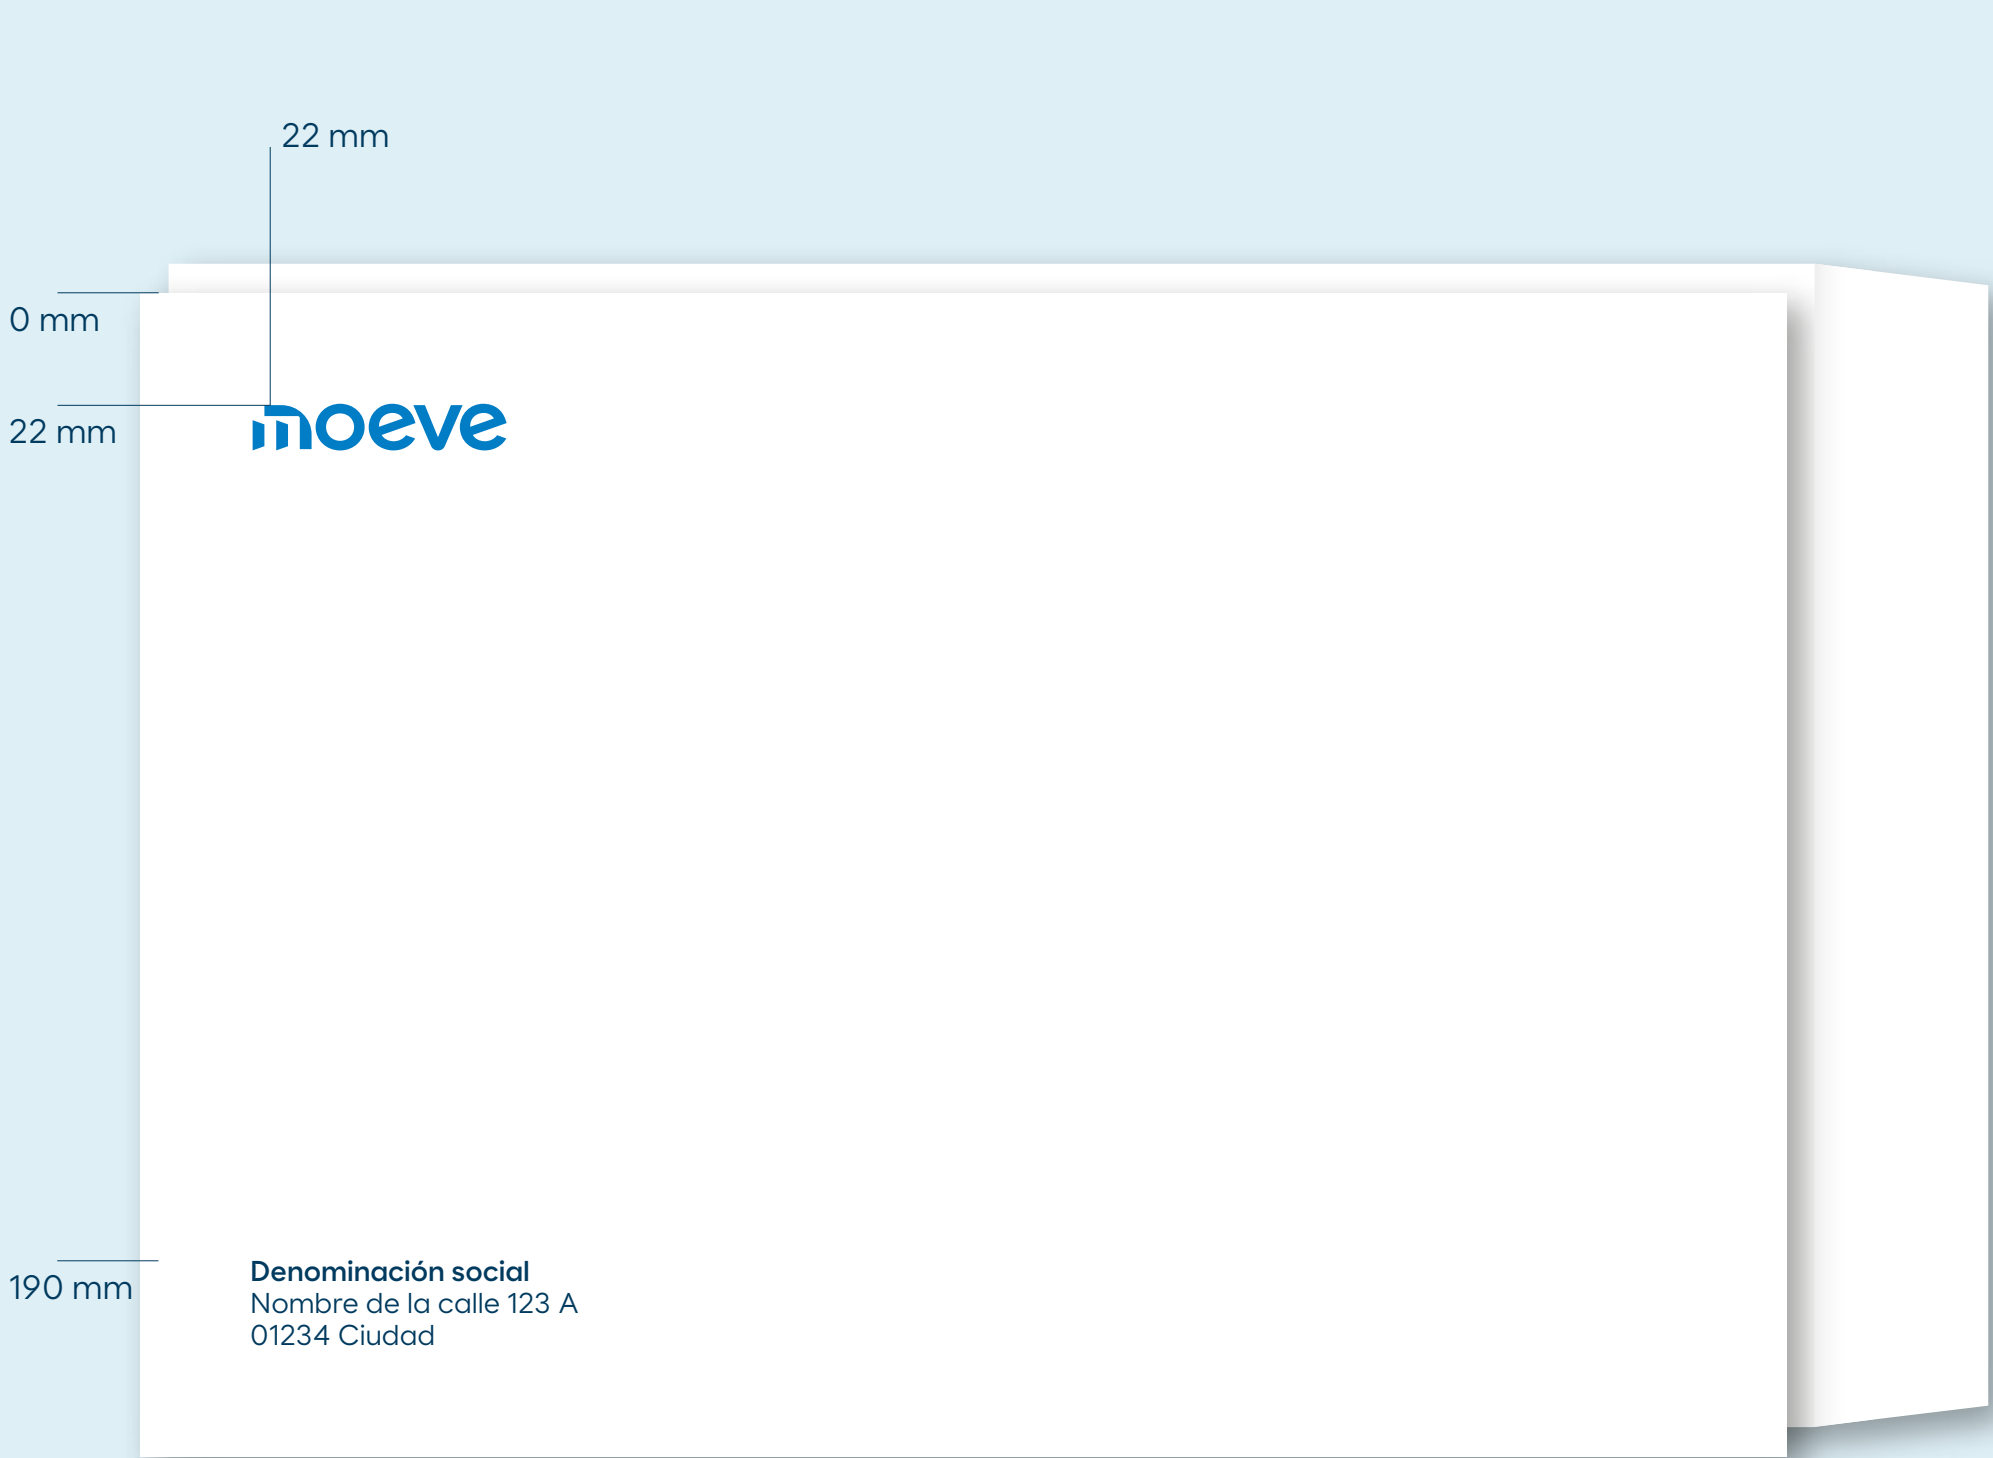 22 mm
0 mm
22 mm
moeve
190 mm
Denominación social
Nombre de la calle 123 A
01234 Ciudad